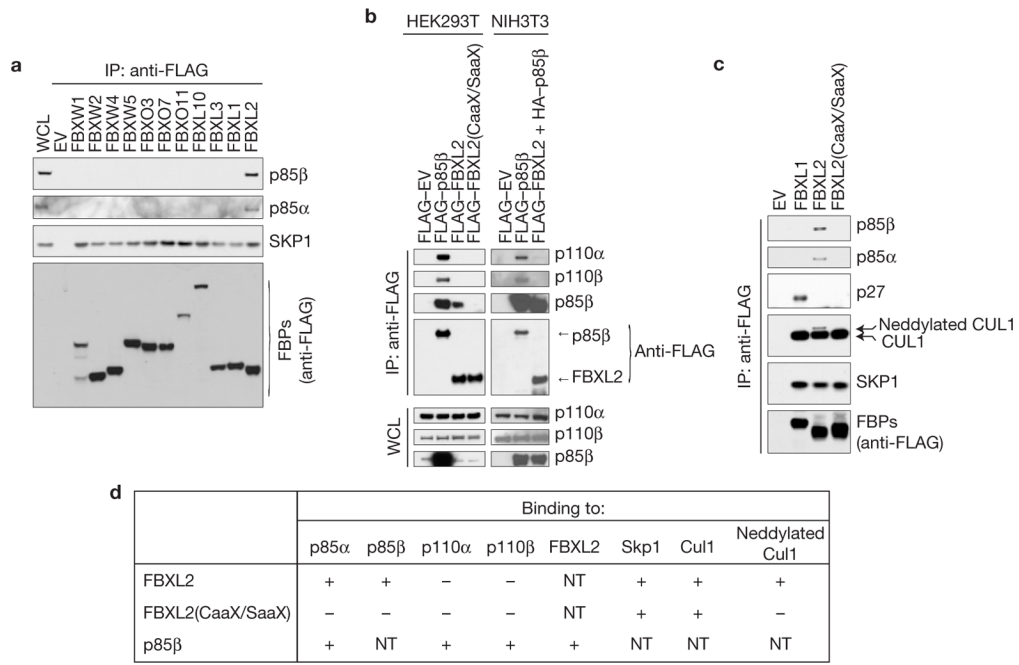 a
IP: anti-FLAG
WCL
EV
FBXW1
FBXW2
FBXW4
FBXW5
FBXO3
FBXO7
FBXO11
FBXL10
FBXL3
FBXL1
FBXL2
p85β
p85α
SKP1
FBPs
(anti-FLAG)
b
HEK293T
NIH3T3
FLAG–EV
FLAG–p85β
FLAG–FBXL2
FLAG–FBXL2(CaaX/SaaX)
FLAG–EV
FLAG–p85β
FLAG–FBXL2 + HA–p85β
IP: anti-FLAG
p110α
p110β
p85β
←p85β
←FBXL2
Anti-FLAG
WCL
p110α
p110β
p85β
c
EV
FBXL1
FBXL2
FBXL2(CaaX/SaaX)
IP: anti-FLAG
p85β
p85α
p27
Neddylated CUL1
CUL1
SKP1
FBPs
(anti-FLAG)
d
Binding to:
p85α p85β p110α p110β FBXL2 Skp1 Cul1 Neddylated Cul1
FBXL2 + + – – NT + + +
FBXL2(CaaX/SaaX) – – – – NT + + –
p85β + NT + + + NT NT NT